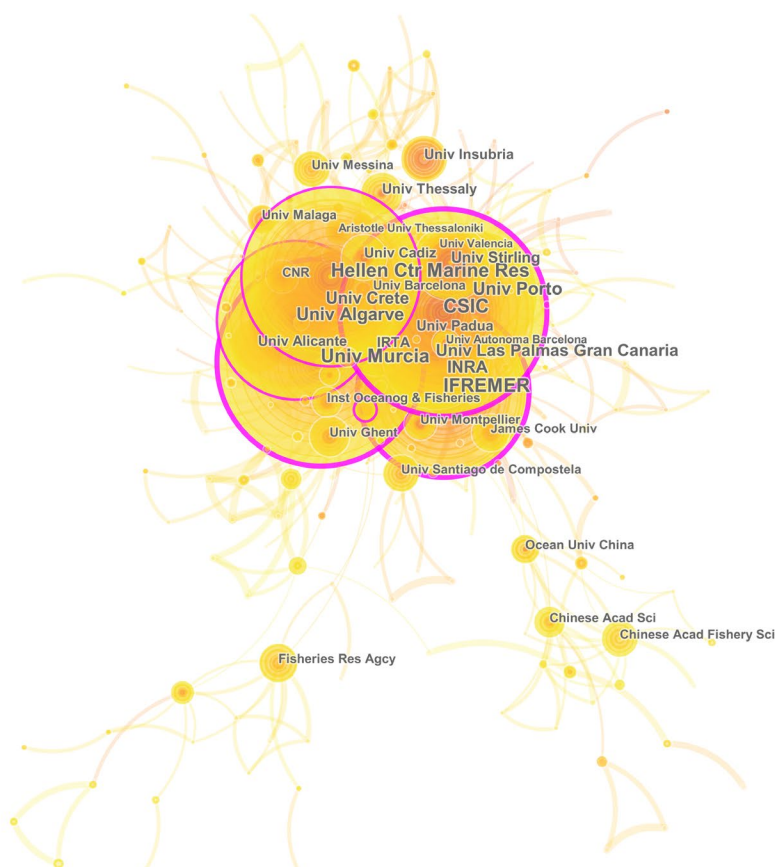 Univ Insubria
Univ Messina
Univ Thessaly
Univ Malaga
Aristotle Univ Thessaloniki
Univ Valencia
Univ Cadiz
Univ Stirling
CNR
Hellen Ctr Marine Res
Univ Barcelona
Univ Porto
Univ Crete
CSIC
Univ Algarve
Univ Padua
Univ Alicante
IRTA
Univ Autonoma Barcelona
Univ Murcia
Univ Las Palmas Gran Canaria
INRA
IFREMER
Inst Oceanog & Fisheries
Univ Montpellier
James Cook Univ
Univ Ghent
Univ Santiago de Compostela
Ocean Univ China
Chinese Acad Sci
Chinese Acad Fishery Sci
Fisheries Res Agcy